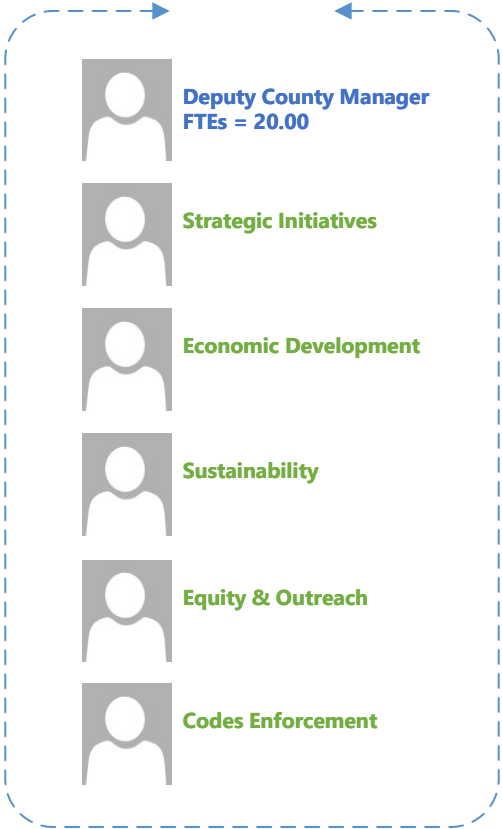 Deputy County Manager
FTEs = 20.00
Strategic Initiatives
Economic Development
Sustainability
Equity & Outreach
Codes Enforcement